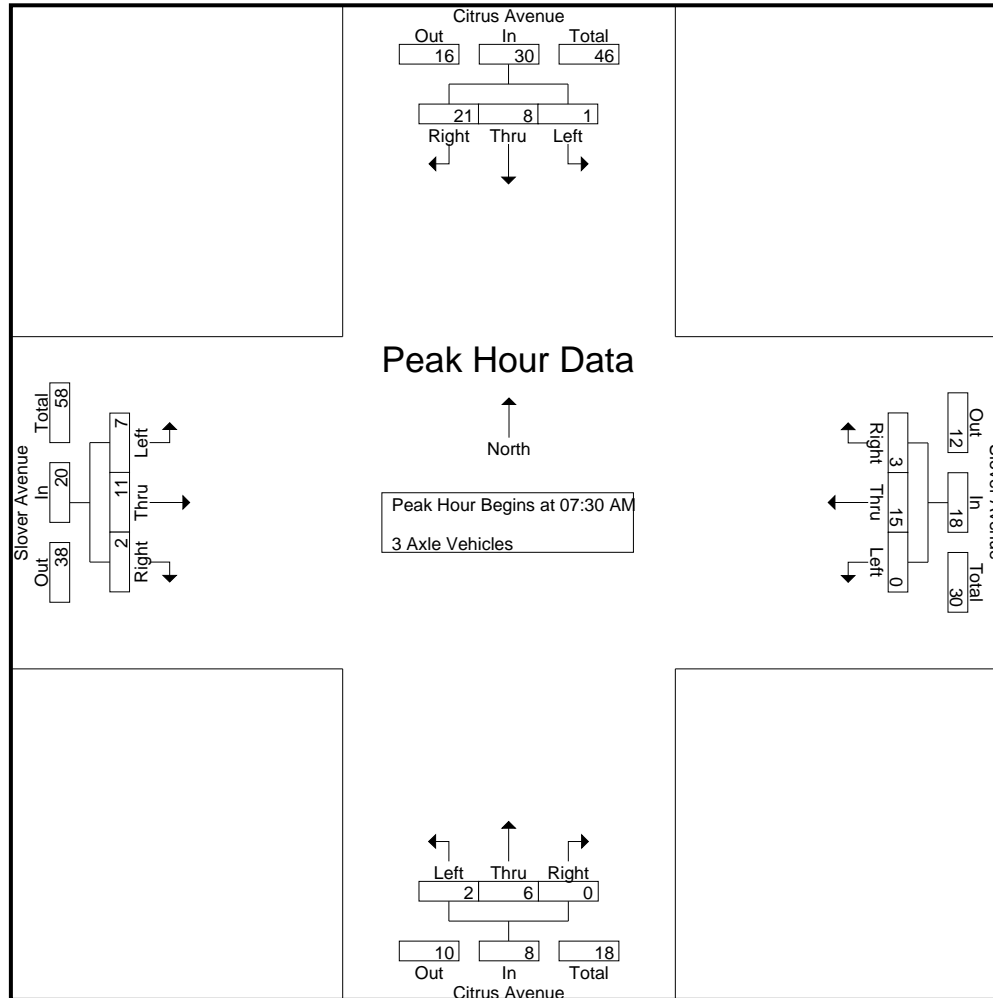 Citrus Avenue
Out In Total
16 30 46
21 8 1
Right Thru Left
Peak Hour Data
North
Peak Hour Begins at 07:30 AM
3 Axle Vehicles
Slover Avenue
Total In Out
58 20 38
7 11 2
Left Thru Right
Out In Total
12 18 30
3 15 0
Right Thru Left
Left Thru Right
2 6 0
10 8 18
Out In Total
Citrus Avenue